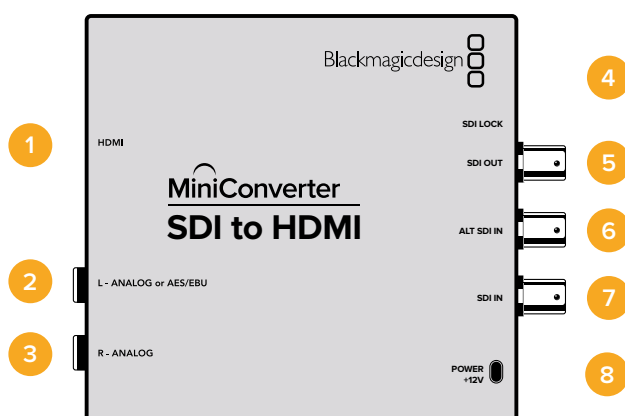 Blackmagicdesign
4
SDI LOCK
1
HDMI
SDI OUT
5
MiniConverter
SDI to HDMI
ALT SDI IN
6
2
L - ANALOG or AES/EBU
SDI IN
7
3
R - ANALOG
POWER
+12V
8